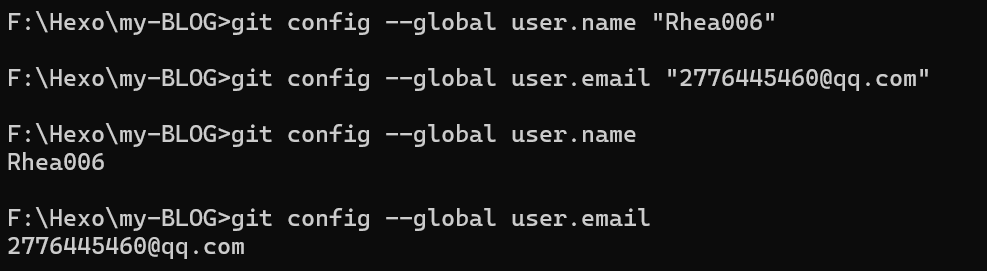 F:\Hexo\my-BLOG>git config --global user.name "Rhea006"
F:\Hexo\my-BLOG>git config --global user.email "2776445460@qq.com"
F:\Hexo\my-BLOG>git config --global user.name
Rhea006
F:\Hexo\my-BLOG>git config --global user.email
2776445460@qq.com